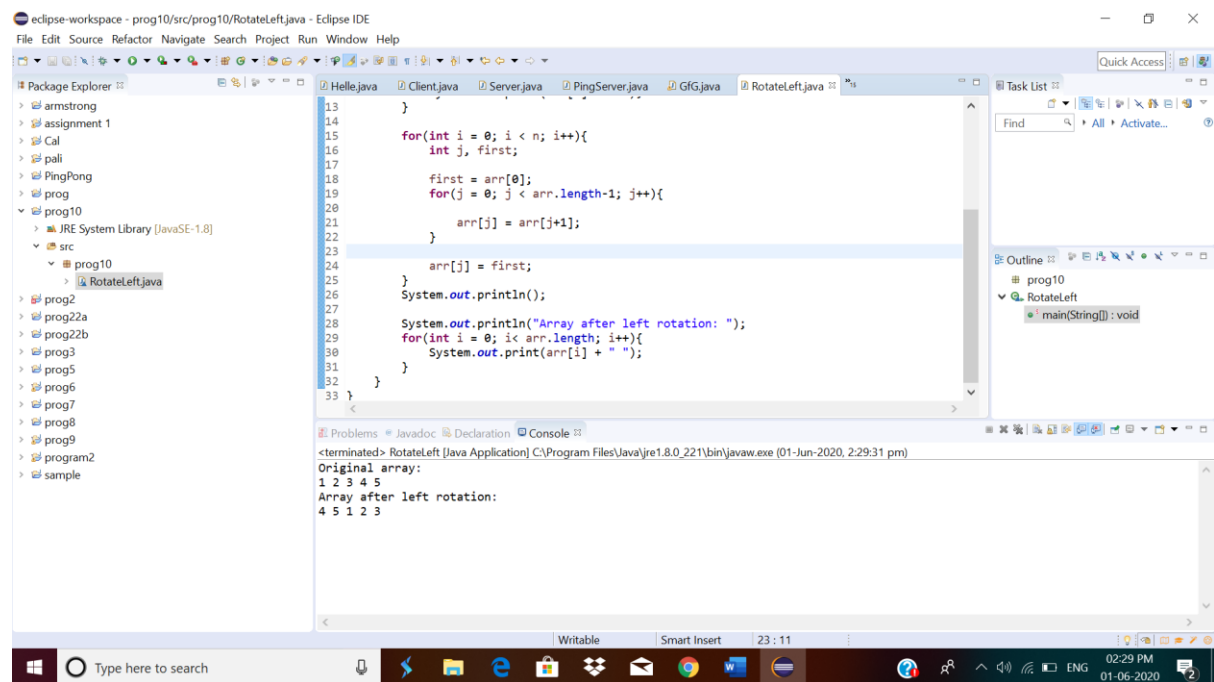 eclipse-workspace - prog10/src/prog10/RotateLeft.java - Eclipse IDE
File Edit Source Refactor Navigate Search Project Run Window Help
Quick Access
Package Explorer
armstrong
assignment 1
Cal
pali
PingPong
prog
prog10
JRE System Library [JavaSE-1.8]
src
prog10
RotateLeft.java
prog2
prog22a
prog22b
prog3
prog5
prog6
prog7
prog8
prog9
program2
sample
Helle.java Client.java Server.java PingServer.java GfG.java RotateLeft.java »15
13 }
14
15 for(int i = 0; i < n; i++){
16 int j, first;
17
18 first = arr[0];
19 for(j = 0; j < arr.length-1; j++){
20
21 arr[j] = arr[j+1];
22 }
23
24 arr[j] = first;
25 }
26 System.out.println();
27
28 System.out.println("Array after left rotation: ");
29 for(int i = 0; i< arr.length; i++){
30 System.out.print(arr[i] + " ");
31 }
32 }
33 }
Problems Javadoc Declaration Console
<terminated> RotateLeft [Java Application] C:\Program Files\Java\jre1.8.0_221\bin\javaw.exe (01-Jun-2020, 2:29:31 pm)
Original array:
1 2 3 4 5
Array after left rotation:
4 5 1 2 3
Task List
Find All Activate...
Outline
prog10
RotateLeft
main(String[]) : void
Writable Smart Insert 23 : 11
Type here to search
ENG
02:29 PM
01-06-2020
2